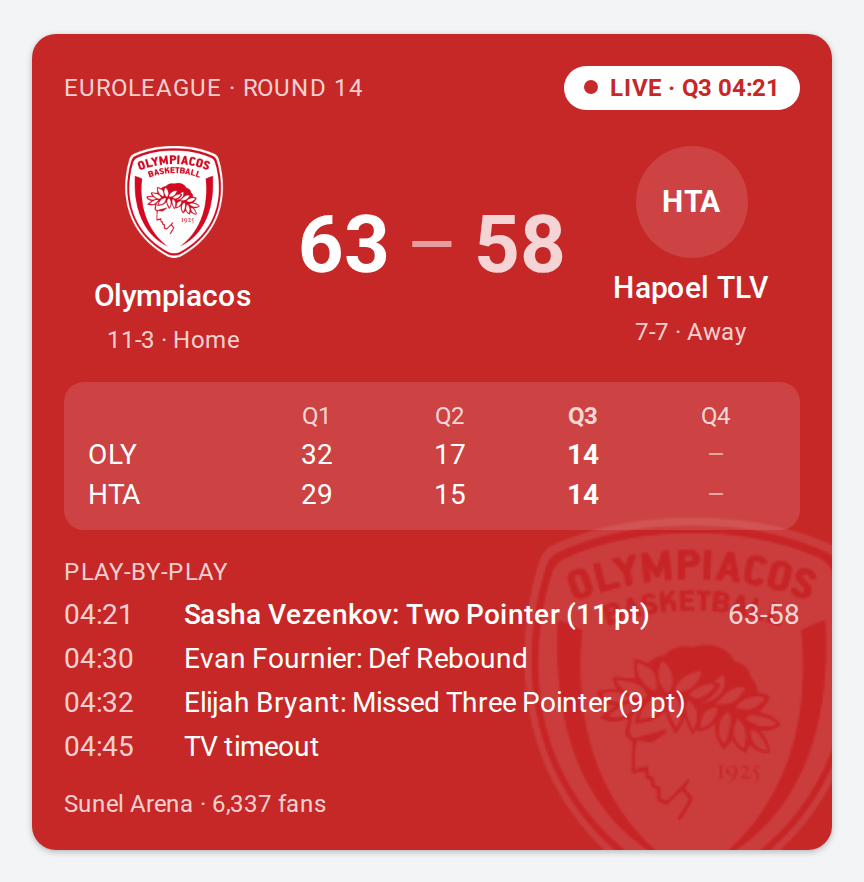 EUROLEAGUE · ROUND 14
LIVE · Q3 04:21
OLYMPIACOS
BASKETBALL
1925
HTA
63 – 58
Olympiacos
Hapoel TLV
11-3 · Home
7-7 · Away
Q1 Q2 Q3 Q4
OLY 32 17 14 –
HTA 29 15 14 –
OLYMPIACOS
BASKETBALL
PLAY-BY-PLAY
04:21 Sasha Vezenkov: Two Pointer (11 pt) 63-58
04:30 Evan Fournier: Def Rebound
04:32 Elijah Bryant: Missed Three Pointer (9 pt)
04:45 TV timeout
1925
Sunel Arena · 6,337 fans